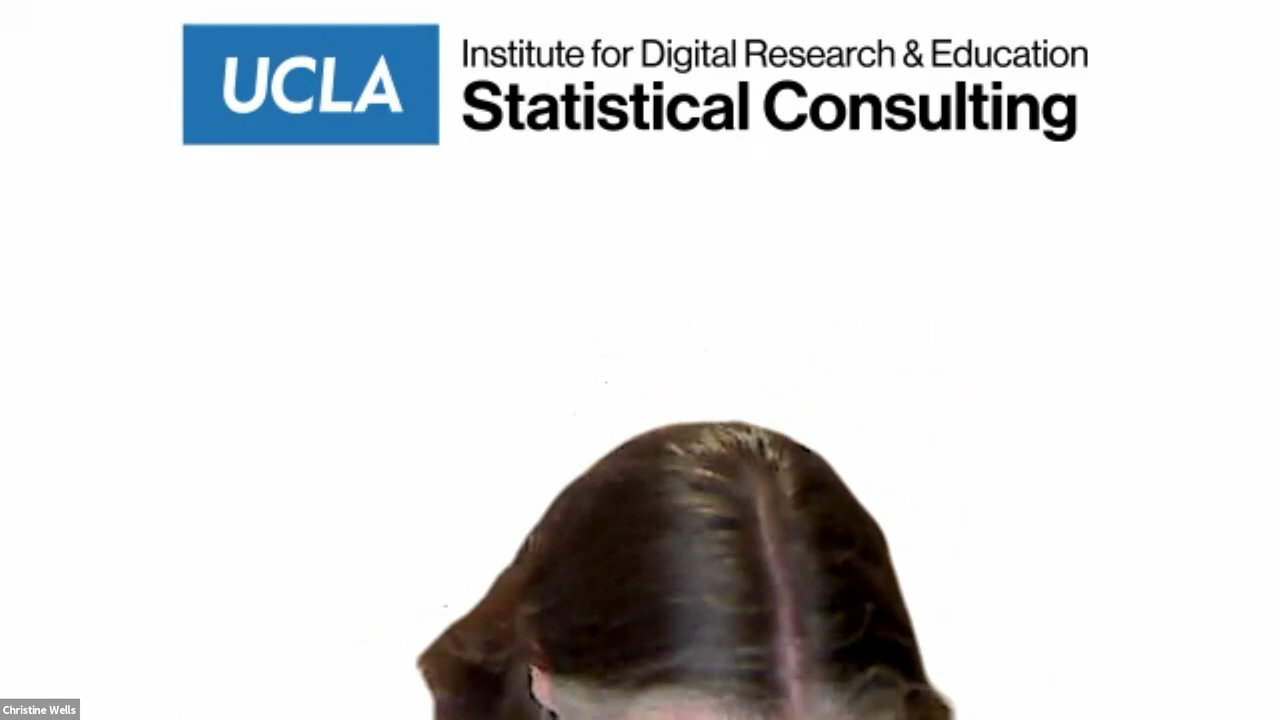 UCLA
Institute for Digital Research & Education
Statistical Consulting
Christine Wells